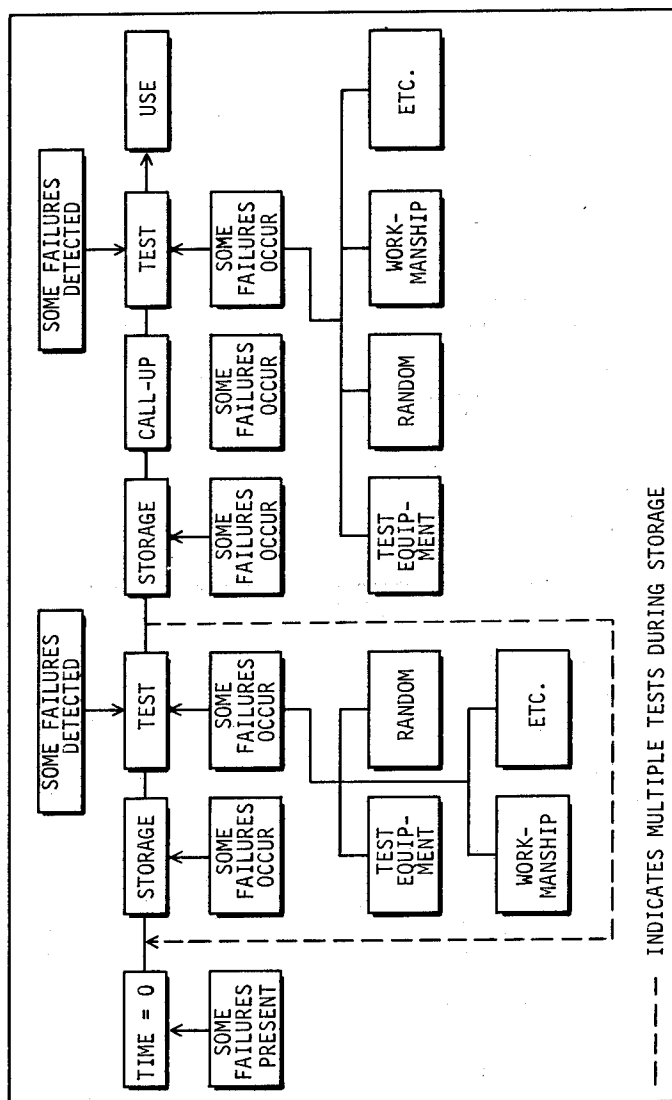 SOME FAILURES
DETECTED
SOME FAILURES
DETECTED
TIME = 0
STORAGE
TEST
STORAGE
CALL-UP
TEST
USE
SOME
FAILURES
PRESENT
SOME
FAILURES
OCCUR
SOME
FAILURES
OCCUR
SOME
FAILURES
OCCUR
SOME
FAILURES
OCCUR
SOME
FAILURES
OCCUR
TEST
EQUIP-
MENT
RANDOM
TEST
EQUIP-
MENT
RANDOM
WORK-
MANSHIP
ETC.
WORK-
MANSHIP
ETC.
INDICATES MULTIPLE TESTS DURING STORAGE